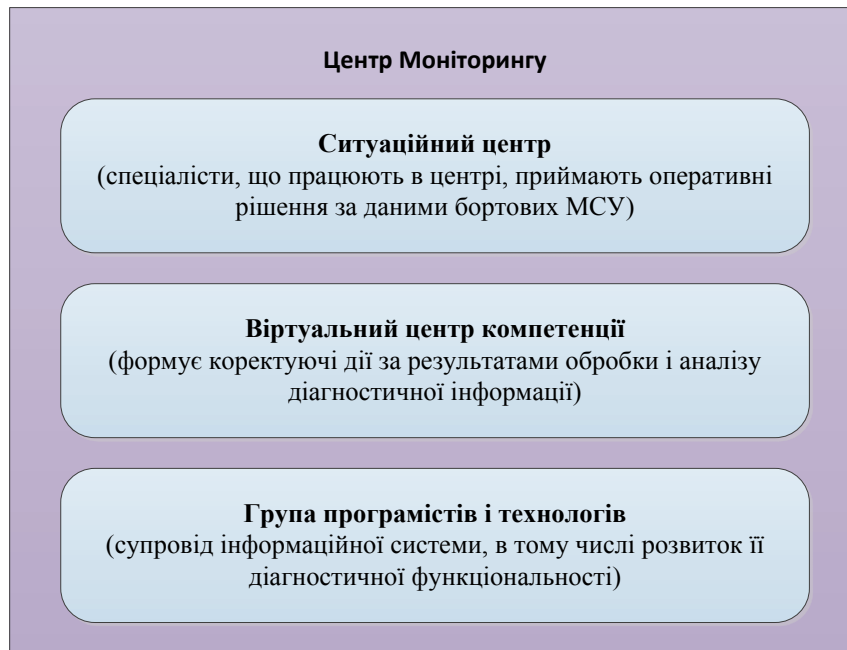 Центр Моніторингу
Ситуаційний центр
(спеціалісти, що працюють в центрі, приймають оперативні
рішення за даними бортових МСУ)
Віртуальний центр компетенції
(формує коректуючі дії за результатами обробки і аналізу
діагностичної інформації)
Група програмістів і технологів
(супровід інформаційної системи, в тому числі розвиток її
діагностичної функціональності)